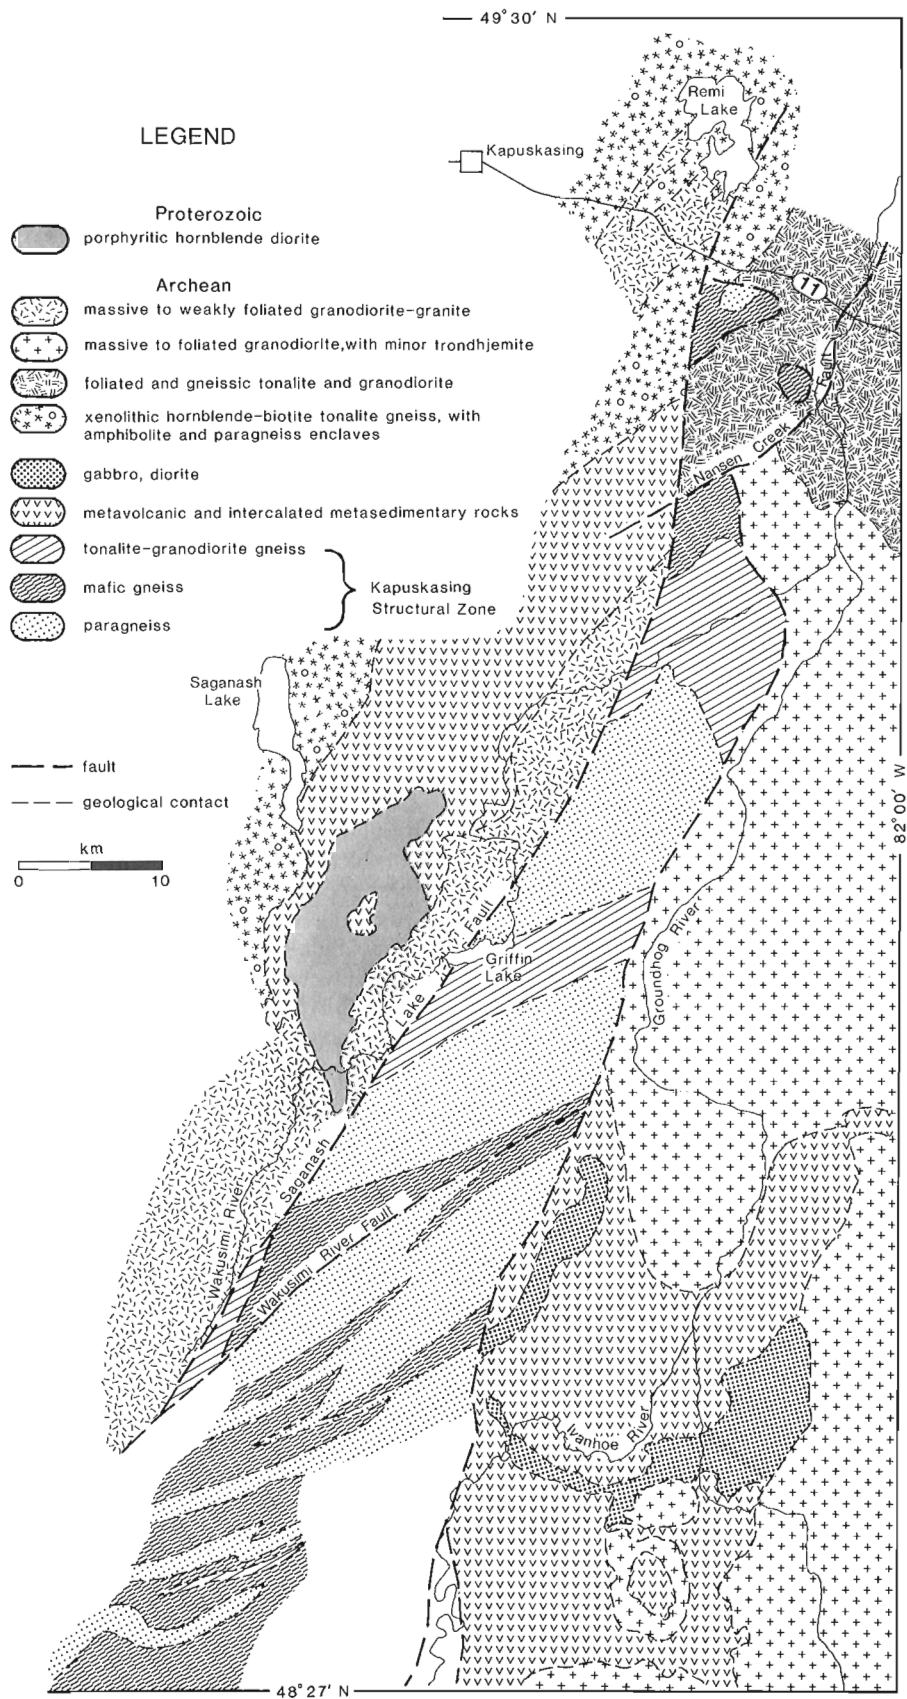 49°30′ N
Remi
Lake
Kapuskasing
LEGEND
Proterozoic
porphyritic hornblende diorite
Archean
massive to weakly foliated granodiorite-granite
massive to foliated granodiorite, with minor trondhjemite
foliated and gneissic tonalite and granodiorite
xenolithic hornblende-biotite tonalite gneiss, with
amphibolite and paragneiss enclaves
gabbro, diorite
metavolcanic and intercalated metasedimentary rocks
tonalite-granodiorite gneiss
mafic gneiss
paragneiss
Kapuskasing
Structural Zone
11
Nansen Creek Fault
Saganash
Lake
fault
geological contact
km
0 10
82°00′ W
Groundhog River
Griffin
Lake
Saganash Lake Fault
Wakusimi River
Wakusimi River Fault
Ivanhoe River
48°27′ N